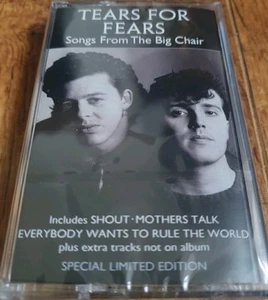 TEARS FOR
FEARS
Songs From The Big Chair
Includes SHOUT · MOTHERS TALK
EVERYBODY WANTS TO RULE THE WORLD
plus extra tracks not on album
SPECIAL LIMITED EDITION